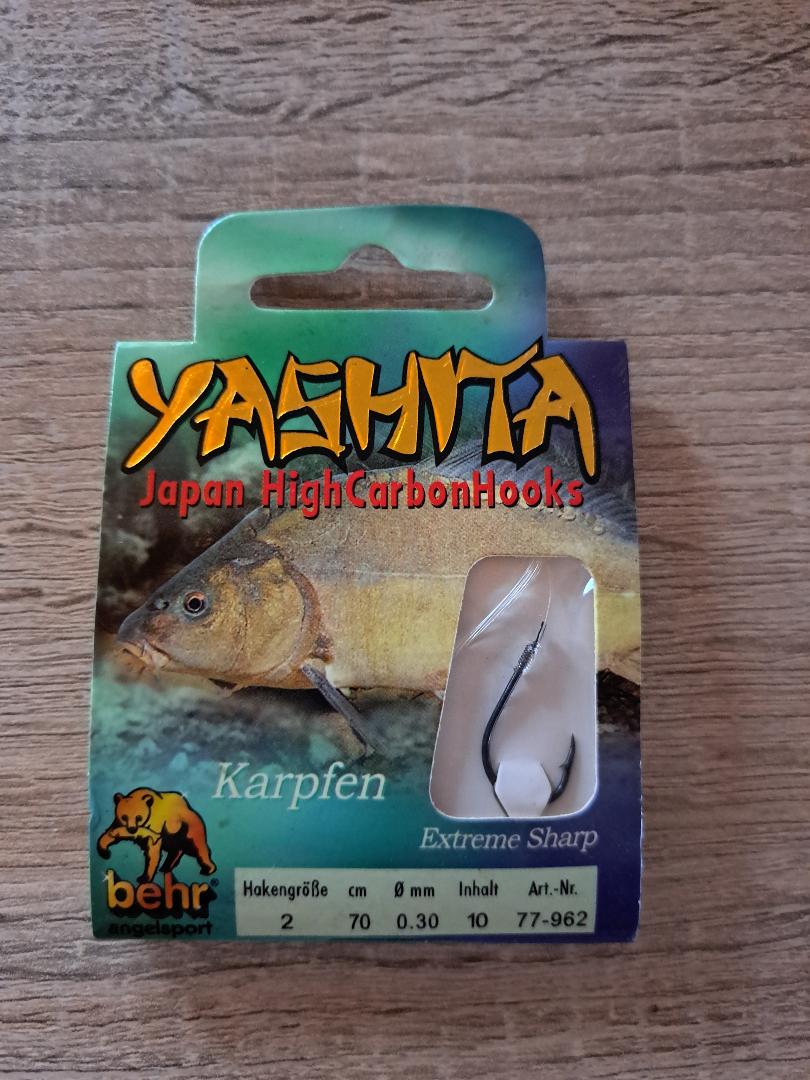 YASHITA
Japan HighCarbonHooks
Karpfen
Extreme Sharp
behr®
angelsport
Hakengröße cm Ø mm Inhalt Art.-Nr.
2 70 0.30 10 77-962